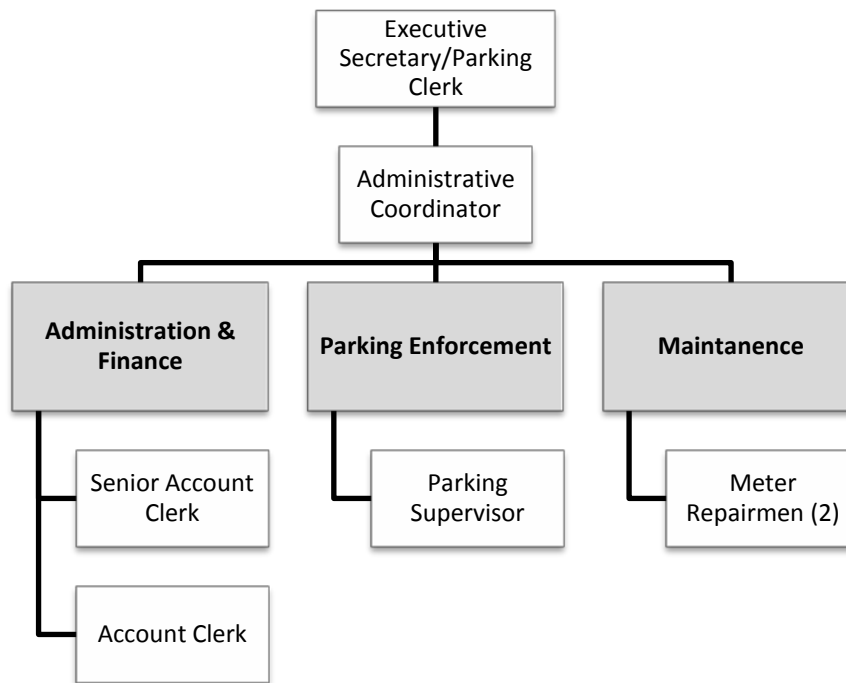 Executive
Secretary/Parking
Clerk
Administrative
Coordinator
Administration &
Finance
Parking Enforcement
Maintanence
Senior Account
Clerk
Parking
Supervisor
Meter
Repairmen (2)
Account Clerk